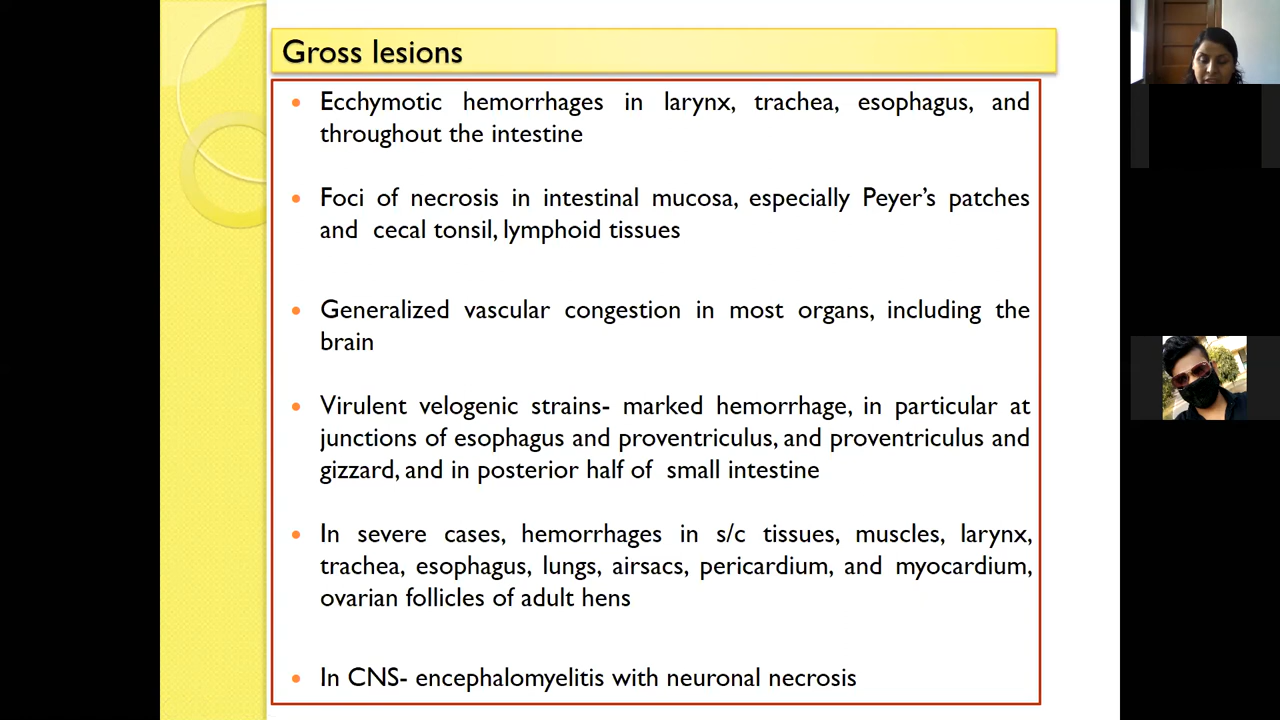 Gross lesions
• Ecchymotic hemorrhages in larynx, trachea, esophagus, and
throughout the intestine
• Foci of necrosis in intestinal mucosa, especially Peyer's patches
and cecal tonsil, lymphoid tissues
• Generalized vascular congestion in most organs, including the
brain
• Virulent velogenic strains- marked hemorrhage, in particular at
junctions of esophagus and proventriculus, and proventriculus and
gizzard, and in posterior half of small intestine
• In severe cases, hemorrhages in s/c tissues, muscles, larynx,
trachea, esophagus, lungs, airsacs, pericardium, and myocardium,
ovarian follicles of adult hens
• In CNS- encephalomyelitis with neuronal necrosis